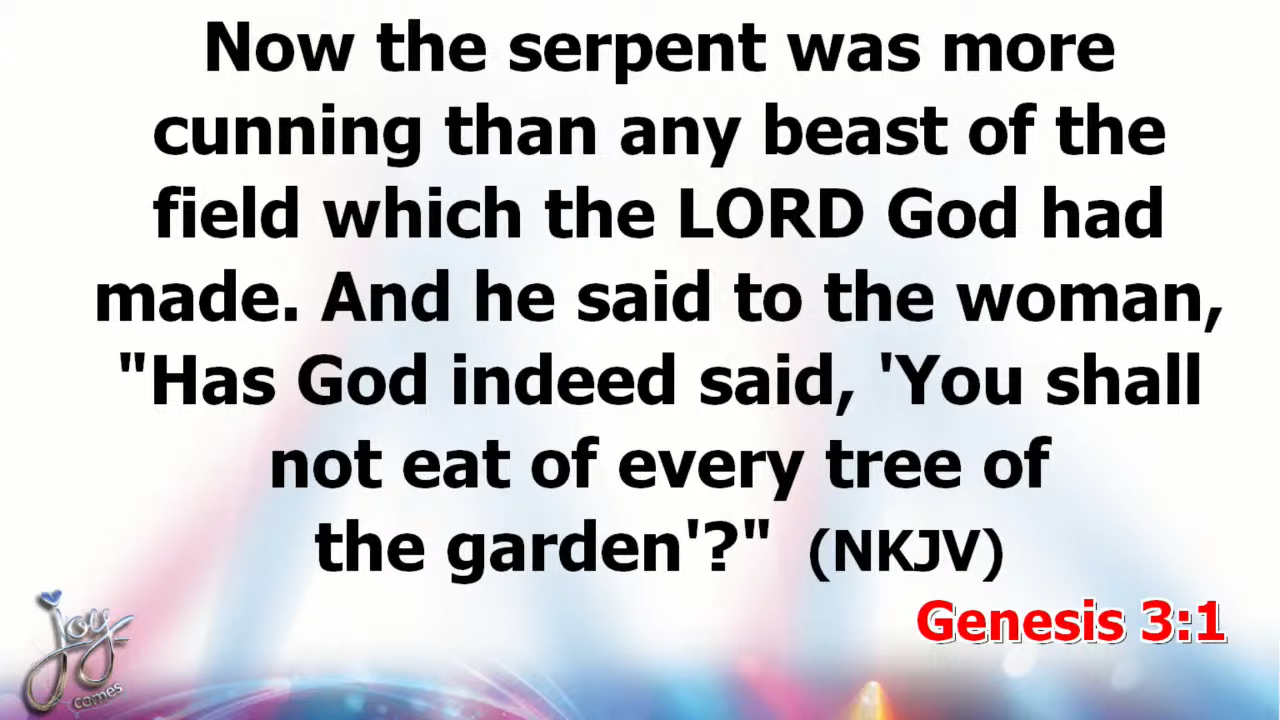 Now the serpent was more
cunning than any beast of the
field which the LORD God had
made. And he said to the woman,
"Has God indeed said, 'You shall
not eat of every tree of
the garden'?" (NKJV)
Genesis 3:1
joy
comes